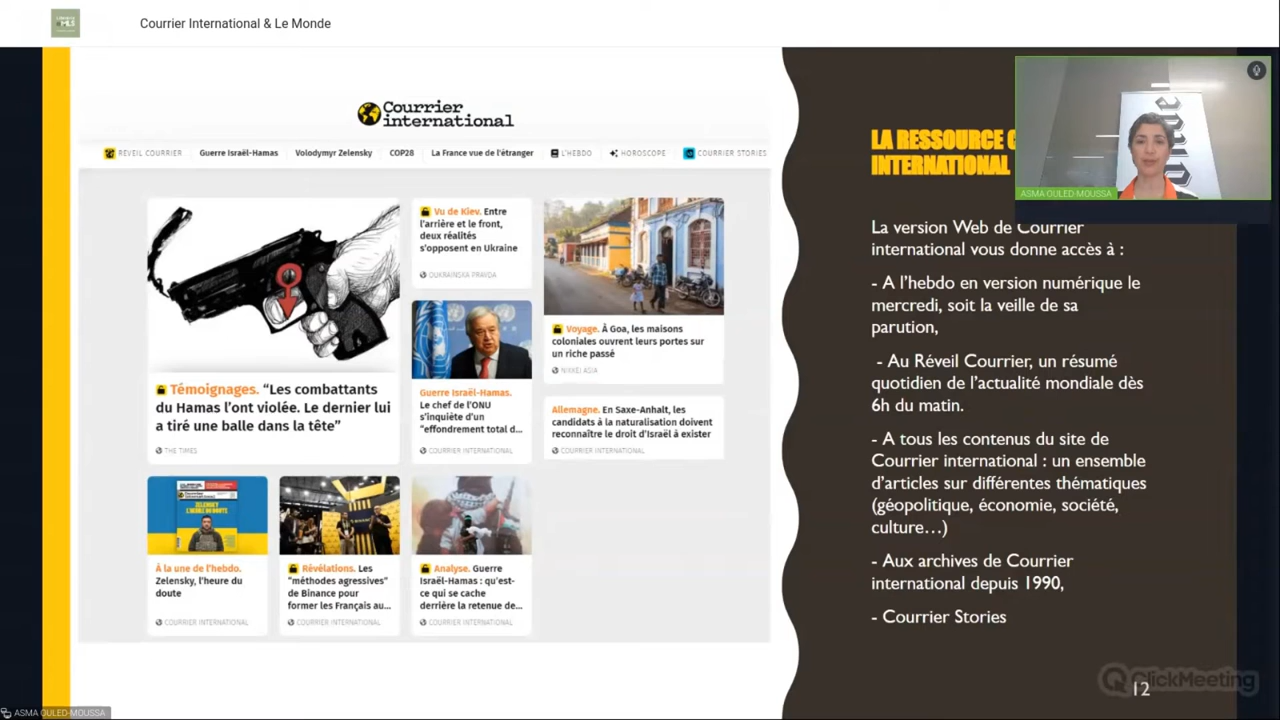 Courrier International & Le Monde
Courrier
international
RÉVEIL COURRIER
Guerre Israël-Hamas
Volodymyr Zelensky
COP28
La France vue de l'étranger
L'HEBDO
HOROSCOPE
COURRIER STORIES
Témoignages. “Les combattants
du Hamas l’ont violée. Le dernier lui
a tiré une balle dans la tête”
THE TIMES
Vu de Kiev. Entre
l’arrière et le front,
deux réalités
s’opposent en Ukraine
OUKRAÏNSKA PRAVDA
Guerre Israël-Hamas.
Le chef de l’ONU
s’inquiète d’un
“effondrement total d...
COURRIER INTERNATIONAL
Voyage. À Goa, les maisons
coloniales ouvrent leurs portes sur
un riche passé
NIKKEI ASIA
Allemagne. En Saxe-Anhalt, les
candidats à la naturalisation doivent
reconnaître le droit d’Israël à exister
COURRIER INTERNATIONAL
ZELENSKY
L'HEURE DU DOUTE
À la une de l’hebdo.
Zelensky, l’heure du
doute
COURRIER INTERNATIONAL
Révélations. Les
“méthodes agressives”
de Binance pour
former les Français au...
COURRIER INTERNATIONAL
Analyse. Guerre
Israël-Hamas : qu’est-
ce qui se cache
derrière la retenue de...
COURRIER INTERNATIONAL
LA RESSOURCE
INTERNATIONAL
ASMA OULED-MOUSSA
La version Web de Courrier
international vous donne accès à :
- A l’hebdo en version numérique le
mercredi, soit la veille de sa
parution,
- Au Réveil Courrier, un résumé
quotidien de l’actualité mondiale dès
6h du matin.
- A tous les contenus du site de
Courrier international : un ensemble
d’articles sur différentes thématiques
(géopolitique, économie, société,
culture…)
- Aux archives de Courrier
international depuis 1990,
- Courrier Stories
ClickMeeting
12
ASMA OULED-MOUSSA